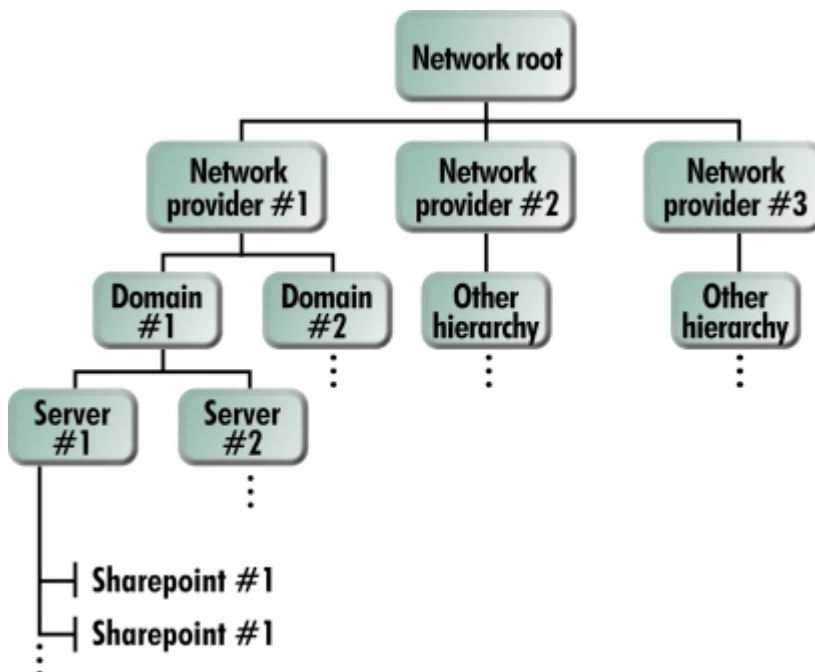 Network root
Network
provider #1
Network
provider #2
Network
provider #3
Domain
#1
Domain
#2
Other
hierarchy
Other
hierarchy
Server
#1
Server
#2
Sharepoint #1
Sharepoint #1